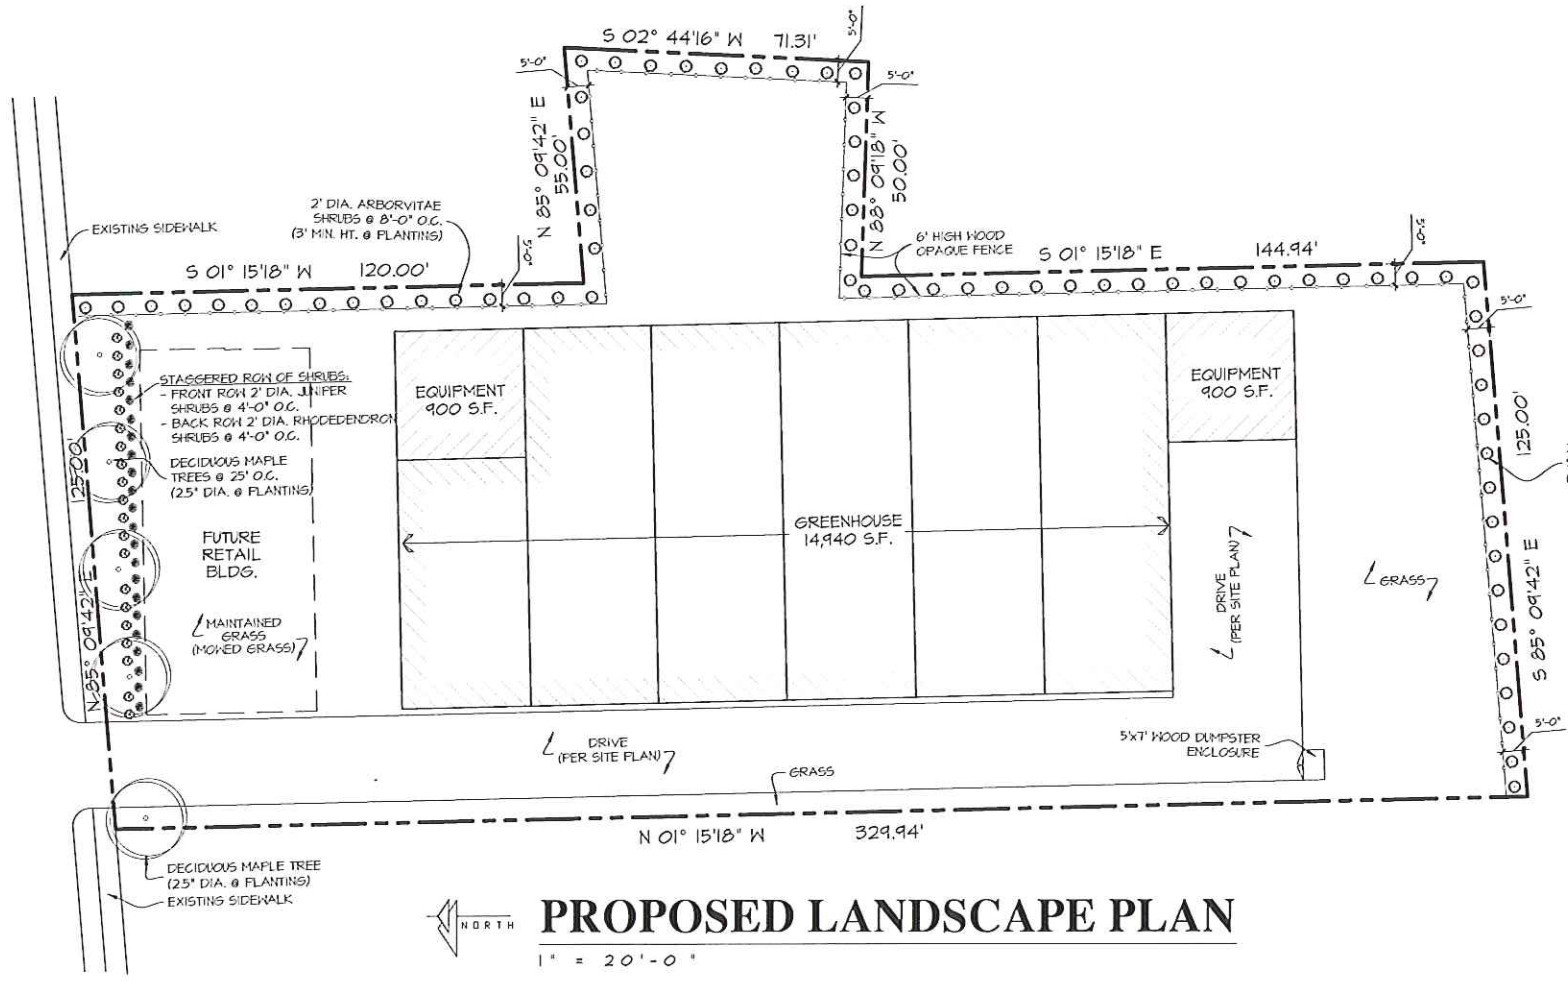 S 02° 44'16" W 71.31'
5'-0"
5'-0"
5'-0"
N 85° 09'42" E
55.00'
N 88° 09'18" W
50.00'
2' DIA. ARBORVITAE
SHRUBS @ 8'-0" O.C.
(3' MIN. HT. @ PLANTING)
EXISTING SIDEWALK
S 01° 15'18" W 120.00'
5'-0"
6' HIGH WOOD
OPAQUE FENCE
S 01° 15'18" E 144.94'
5'-0"
5'-0"
STAGGERED ROW OF SHRUBS:
- FRONT ROW 2' DIA. JUNIPER
SHRUBS @ 4'-0" O.C.
- BACK ROW 2' DIA. RHODEDENDRON
SHRUBS @ 4'-0" O.C.
DECIDUOUS MAPLE
TREES @ 25' O.C.
(2.5" DIA. @ PLANTING)
EQUIPMENT
900 S.F.
EQUIPMENT
900 S.F.
N 85° 09'42" E 125.00'
S 85° 09'42" E 125.00'
GREENHOUSE
14,940 S.F.
FUTURE
RETAIL
BLDG.
MAINTAINED
GRASS
(MOWED GRASS)
DRIVE
(PER SITE PLAN)
GRASS
5'-0"
DRIVE
(PER SITE PLAN)
5'x7' WOOD DUMPSTER
ENCLOSURE
GRASS
N 01° 15'18" W 329.94'
DECIDUOUS MAPLE TREE
(2.5" DIA. @ PLANTING)
EXISTING SIDEWALK
NORTH
PROPOSED LANDSCAPE PLAN
1" = 20'-0"